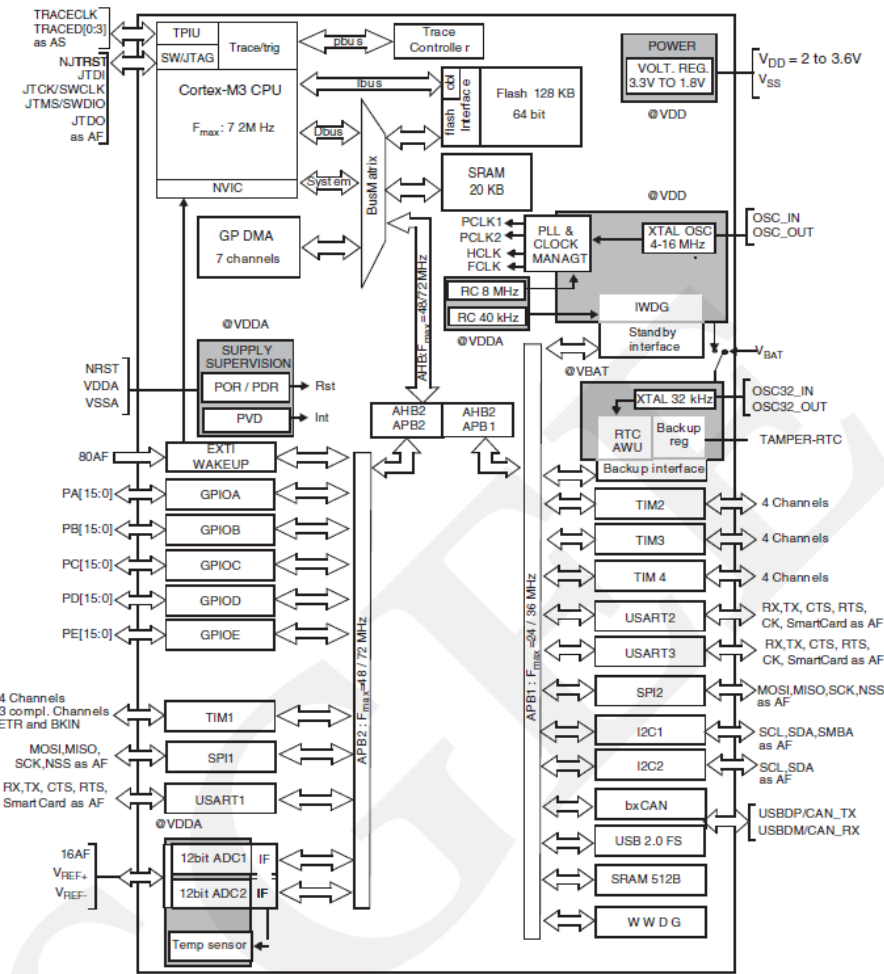 TRACECLK
TRACED[0:3]
as AS
NJTRST
JTDI
JTCK/SWCLK
JTMS/SWDIO
JTDO
as AF
TPIU
SW/JTAG
Trace/trig
pbus
Trace
Controller
Cortex-M3 CPU
Fmax: 7 2M Hz
NVIC
Ibus
Dbus
System
BusMatrix
obl
flash
Interface
Flash 128 KB
64 bit
SRAM
20 KB
POWER
VOLT. REG.
3.3V TO 1.8V
@VDD
VDD = 2 to 3.6V
VSS
GP DMA
7 channels
PCLK1
PCLK2
HCLK
FCLK
PLL &
CLOCK
MANAGT
@VDD
XTAL OSC
4-16 MHz
OSC_IN
OSC_OUT
RC 8 MHz
RC 40 kHz
@VDDA
IWDG
Standby
interface
VBAT
@VBAT
AHB:Fmax=48/72 MHz
@VDDA
SUPPLY
SUPERVISION
POR / PDR
Rst
PVD
Int
NRST
VDDA
VSSA
XTAL 32 kHz
OSC32_IN
OSC32_OUT
RTC
AWU
Backup
reg
TAMPER-RTC
Backup interface
AHB2
APB2
AHB2
APB1
80AF
EXTI
WAKEUP
PA[15:0]
GPIOA
PB[15:0]
GPIOB
PC[15:0]
GPIOC
PD[15:0]
GPIOD
PE[15:0]
GPIOE
4 Channels
3 compl. Channels
ETR and BKIN
TIM1
MOSI,MISO,
SCK,NSS as AF
SPI1
RX,TX, CTS, RTS,
SmartCard as AF
USART1
@VDDA
16AF
VREF+
VREF-
12bit ADC1
IF
12bit ADC2
IF
Temp sensor
APB2 : Fmax=48 / 72 MHz
APB1 : Fmax=24 / 36 MHz
TIM2
4 Channels
TIM3
4 Channels
TIM 4
4 Channels
USART2
RX,TX, CTS, RTS,
CK, SmartCard as AF
USART3
RX,TX, CTS, RTS,
CK, SmartCard as AF
SPI2
MOSI,MISO,SCK,NSS
as AF
I2C1
SCL,SDA,SMBA
as AF
I2C2
SCL,SDA
as AF
bxCAN
USBDP/CAN_TX
USBDM/CAN_RX
USB 2.0 FS
SRAM 512B
W W D G